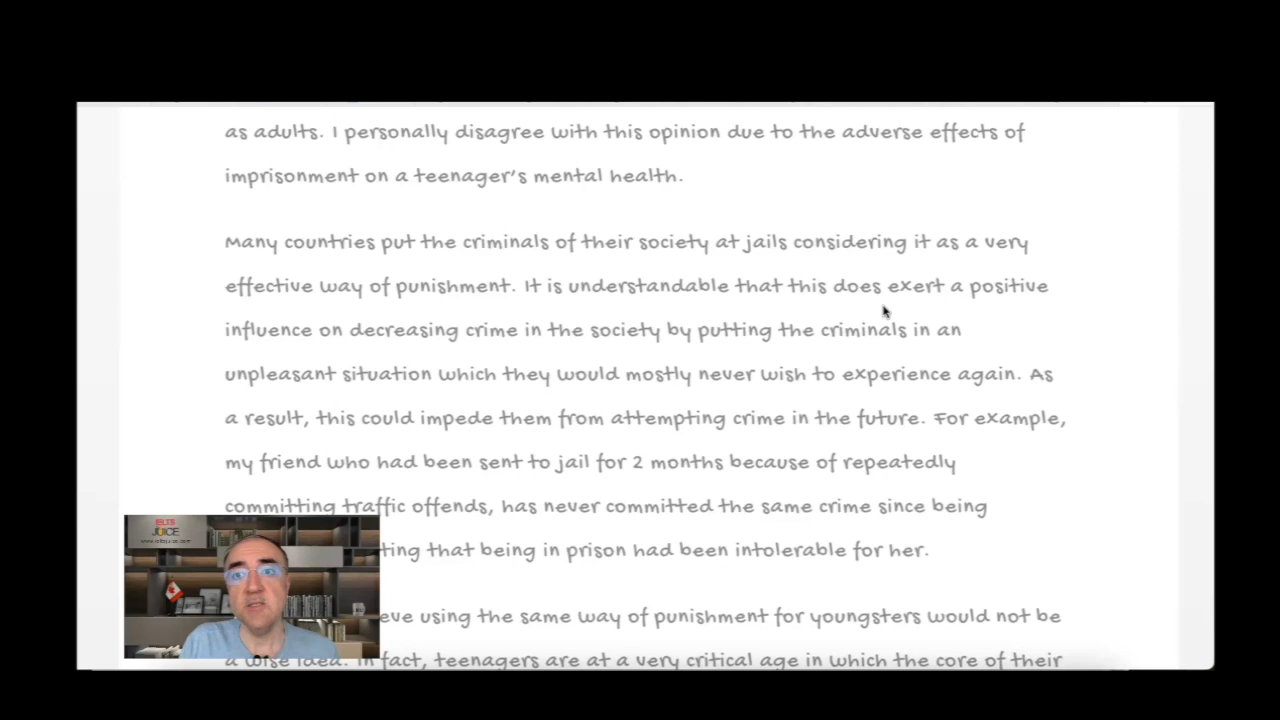 as adults. I personally disagree with this opinion due to the adverse effects of
imprisonment on a teenager's mental health.
Many countries put the criminals of their society at jails considering it as a very
effective way of punishment. It is understandable that this does exert a positive
influence on decreasing crime in the society by putting the criminals in an
unpleasant situation which they would mostly never wish to experience again. As
a result, this could impede them from attempting crime in the future. For example,
my friend who had been sent to jail for 2 months because of repeatedly
committing traffic offends, has never committed the same crime since being
ting that being in prison had been intolerable for her.
eve using the same way of punishment for youngsters would not be
a wise idea. In fact, teenagers are at a very critical age in which the core of their
IELTS
JUICE